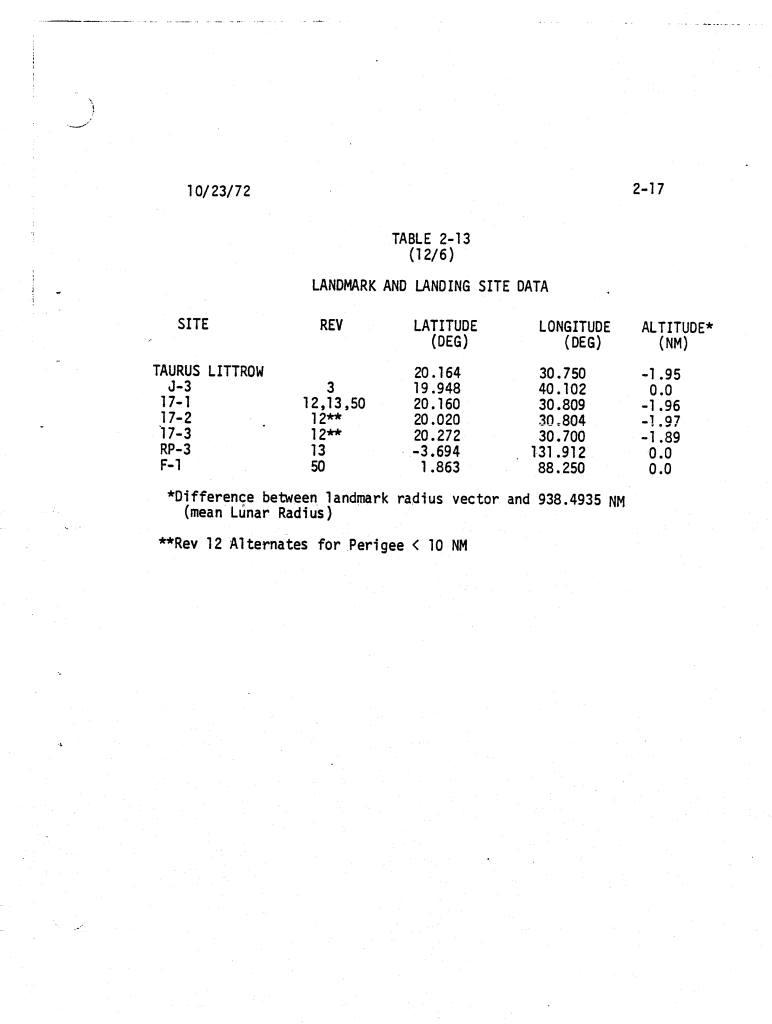 10/23/72 2-17
TABLE 2-13
(12/6)
LANDMARK AND LANDING SITE DATA
SITE REV LATITUDE LONGITUDE ALTITUDE*
(DEG) (DEG) (NM)
TAURUS LITTROW 20.164 30.750 -1.95
J-3 3 19.948 40.102 0.0
17-1 12,13,50 20.160 30.809 -1.96
17-2 12** 20.020 30.804 -1.97
17-3 12** 20.272 30.700 -1.89
RP-3 13 -3.694 131.912 0.0
F-1 50 1.863 88.250 0.0
*Difference between landmark radius vector and 938.4935 NM
(mean Lunar Radius)
**Rev 12 Alternates for Perigee < 10 NM